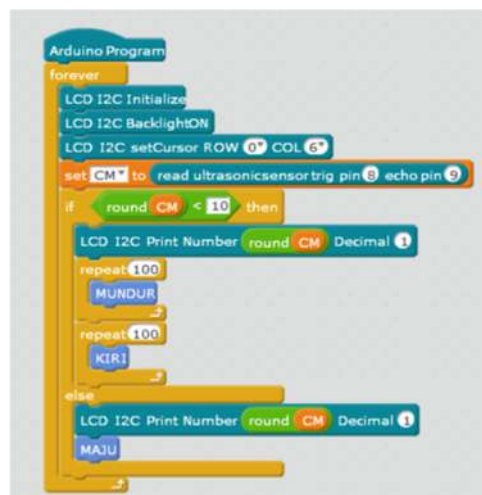 Arduino Program
forever
LCD I2C Initialize
LCD I2C BacklightON
LCD I2C setCursor ROW 0 COL 6
set CM to read ultrasonicsensor trig pin 8 echo pin 9
if round CM < 10 then
LCD I2C Print Number round CM Decimal 1
repeat 100
MUNDUR
repeat 100
KIRI
else
LCD I2C Print Number round CM Decimal 1
MAJU